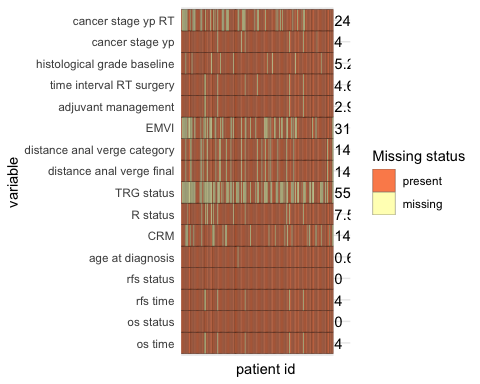 cancer stage yp RT 24
cancer stage yp 4
histological grade baseline 5.2
time interval RT surgery 4.6
adjuvant management 2.9
EMVI 31
distance anal verge category 14
distance anal verge final 14
TRG status 55
R status 7.5
CRM 14
age at diagnosis 0.6
rfs status 0
rfs time 4
os status 0
os time 4
variable
patient id
Missing status
present
missing